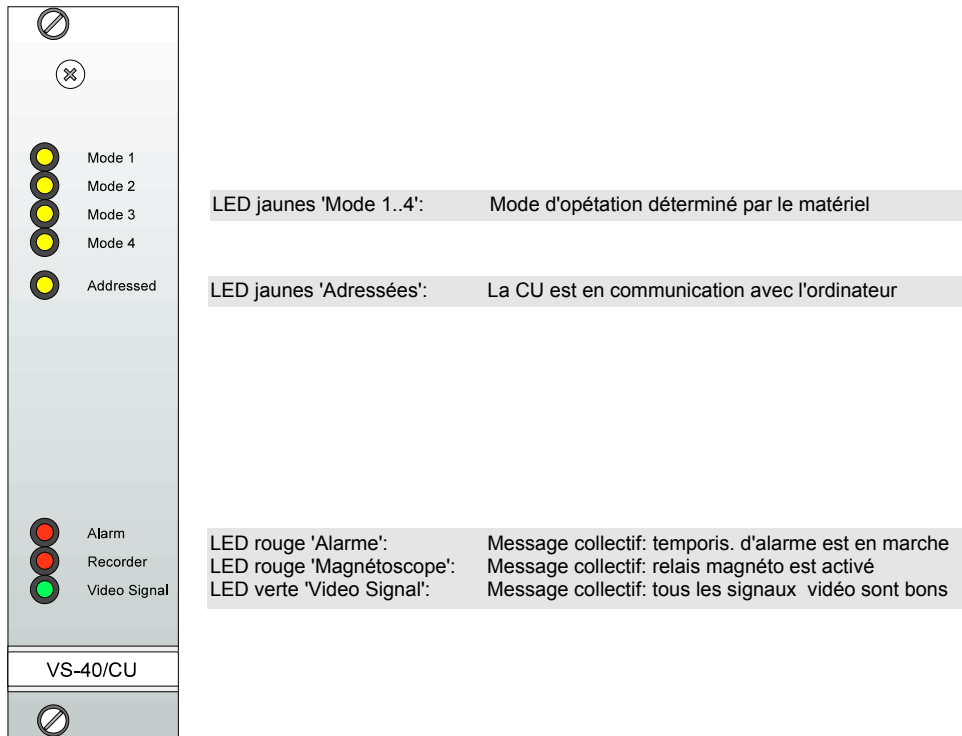 Mode 1
Mode 2
Mode 3
Mode 4
Addressed
LED jaunes 'Mode 1..4': Mode d'opétation déterminé par le matériel
LED jaunes 'Adressées': La CU est en communication avec l'ordinateur
Alarm
Recorder
Video Signal
LED rouge 'Alarme': Message collectif: temporis. d'alarme est en marche
LED rouge 'Magnétoscope': Message collectif: relais magnéto est activé
LED verte 'Video Signal': Message collectif: tous les signaux vidéo sont bons
VS-40/CU